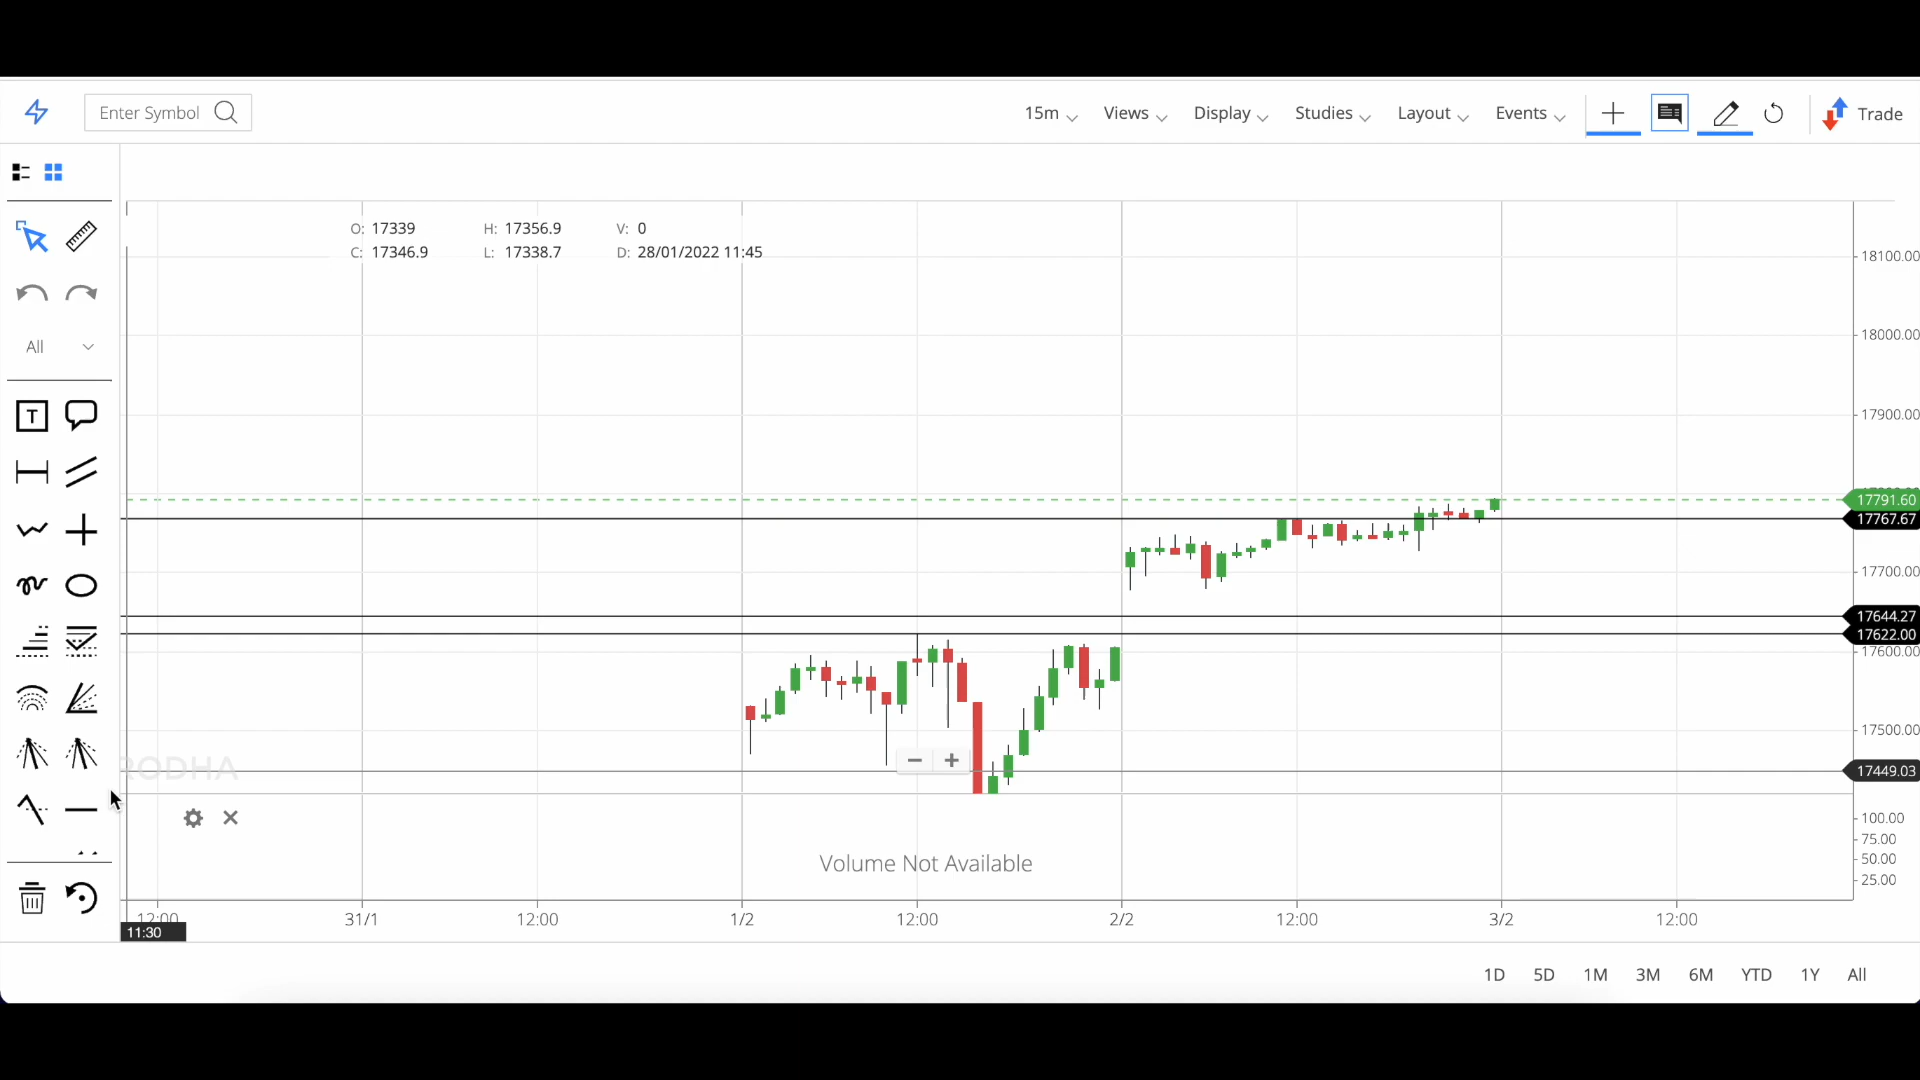 Enter Symbol 15m Views Display Studies Layout Events Trade
O: 17339 H: 17356.9 V: 0
C: 17346.9 L: 17338.7 D: 28/01/2022 11:45
All
T
18100.00
18000.00
17900.00
17791.60
17767.67
17700.00
17644.27
17622.00
17600.00
17500.00
17449.03
RODHA
Volume Not Available
100.00
75.00
50.00
25.00
12:00 31/1 12:00 1/2 12:00 2/2 12:00 3/2 12:00
11:30
1D 5D 1M 3M 6M YTD 1Y All